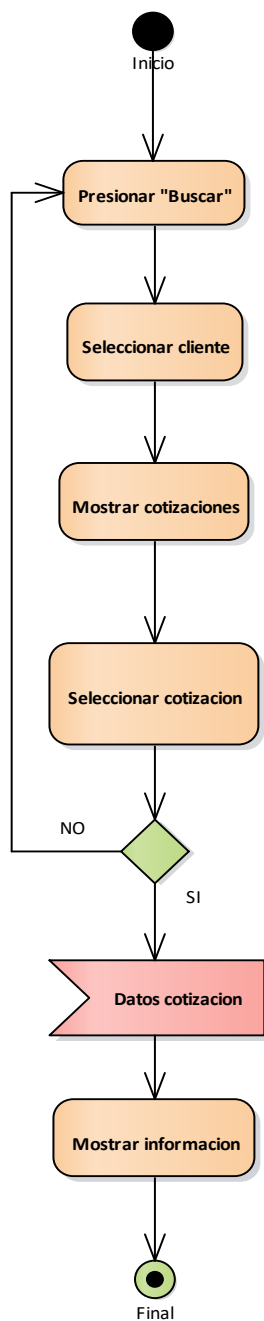 Inicio
Presionar "Buscar"
Seleccionar cliente
Mostrar cotizaciones
Seleccionar cotizacion
NO
SI
Datos cotizacion
Mostrar informacion
Final